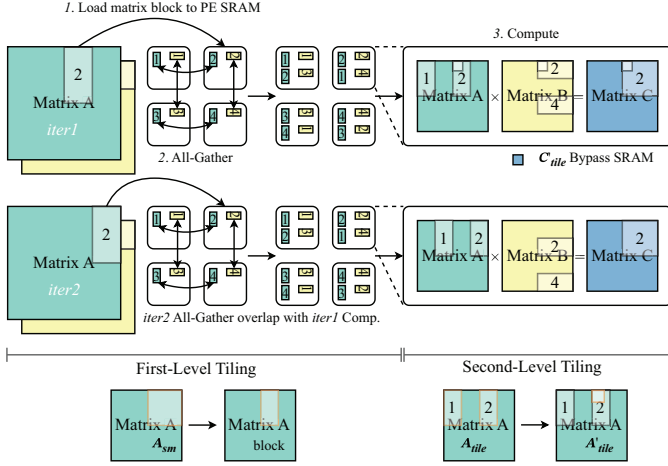 1. Load matrix block to PE SRAM
3. Compute
2
Matrix A
iter1
1 1 2 2
3 3 4 4
1 3 2 4
2 1
3 1 3 2
4 4
2. All-Gather
1 2
Matrix A × Matrix B = Matrix C
2
4
2
C'tile Bypass SRAM
2
Matrix A
iter2
1 1 2 2
3 3 4 4
iter2 All-Gather overlap with iter1 Comp.
1 2
Matrix A × Matrix B = Matrix C
2
4
2
First-Level Tiling
Second-Level Tiling
Matrix A
Asm
Matrix A
block
1 2
Matrix A
Atile
1 2
Matrix A
A'tile